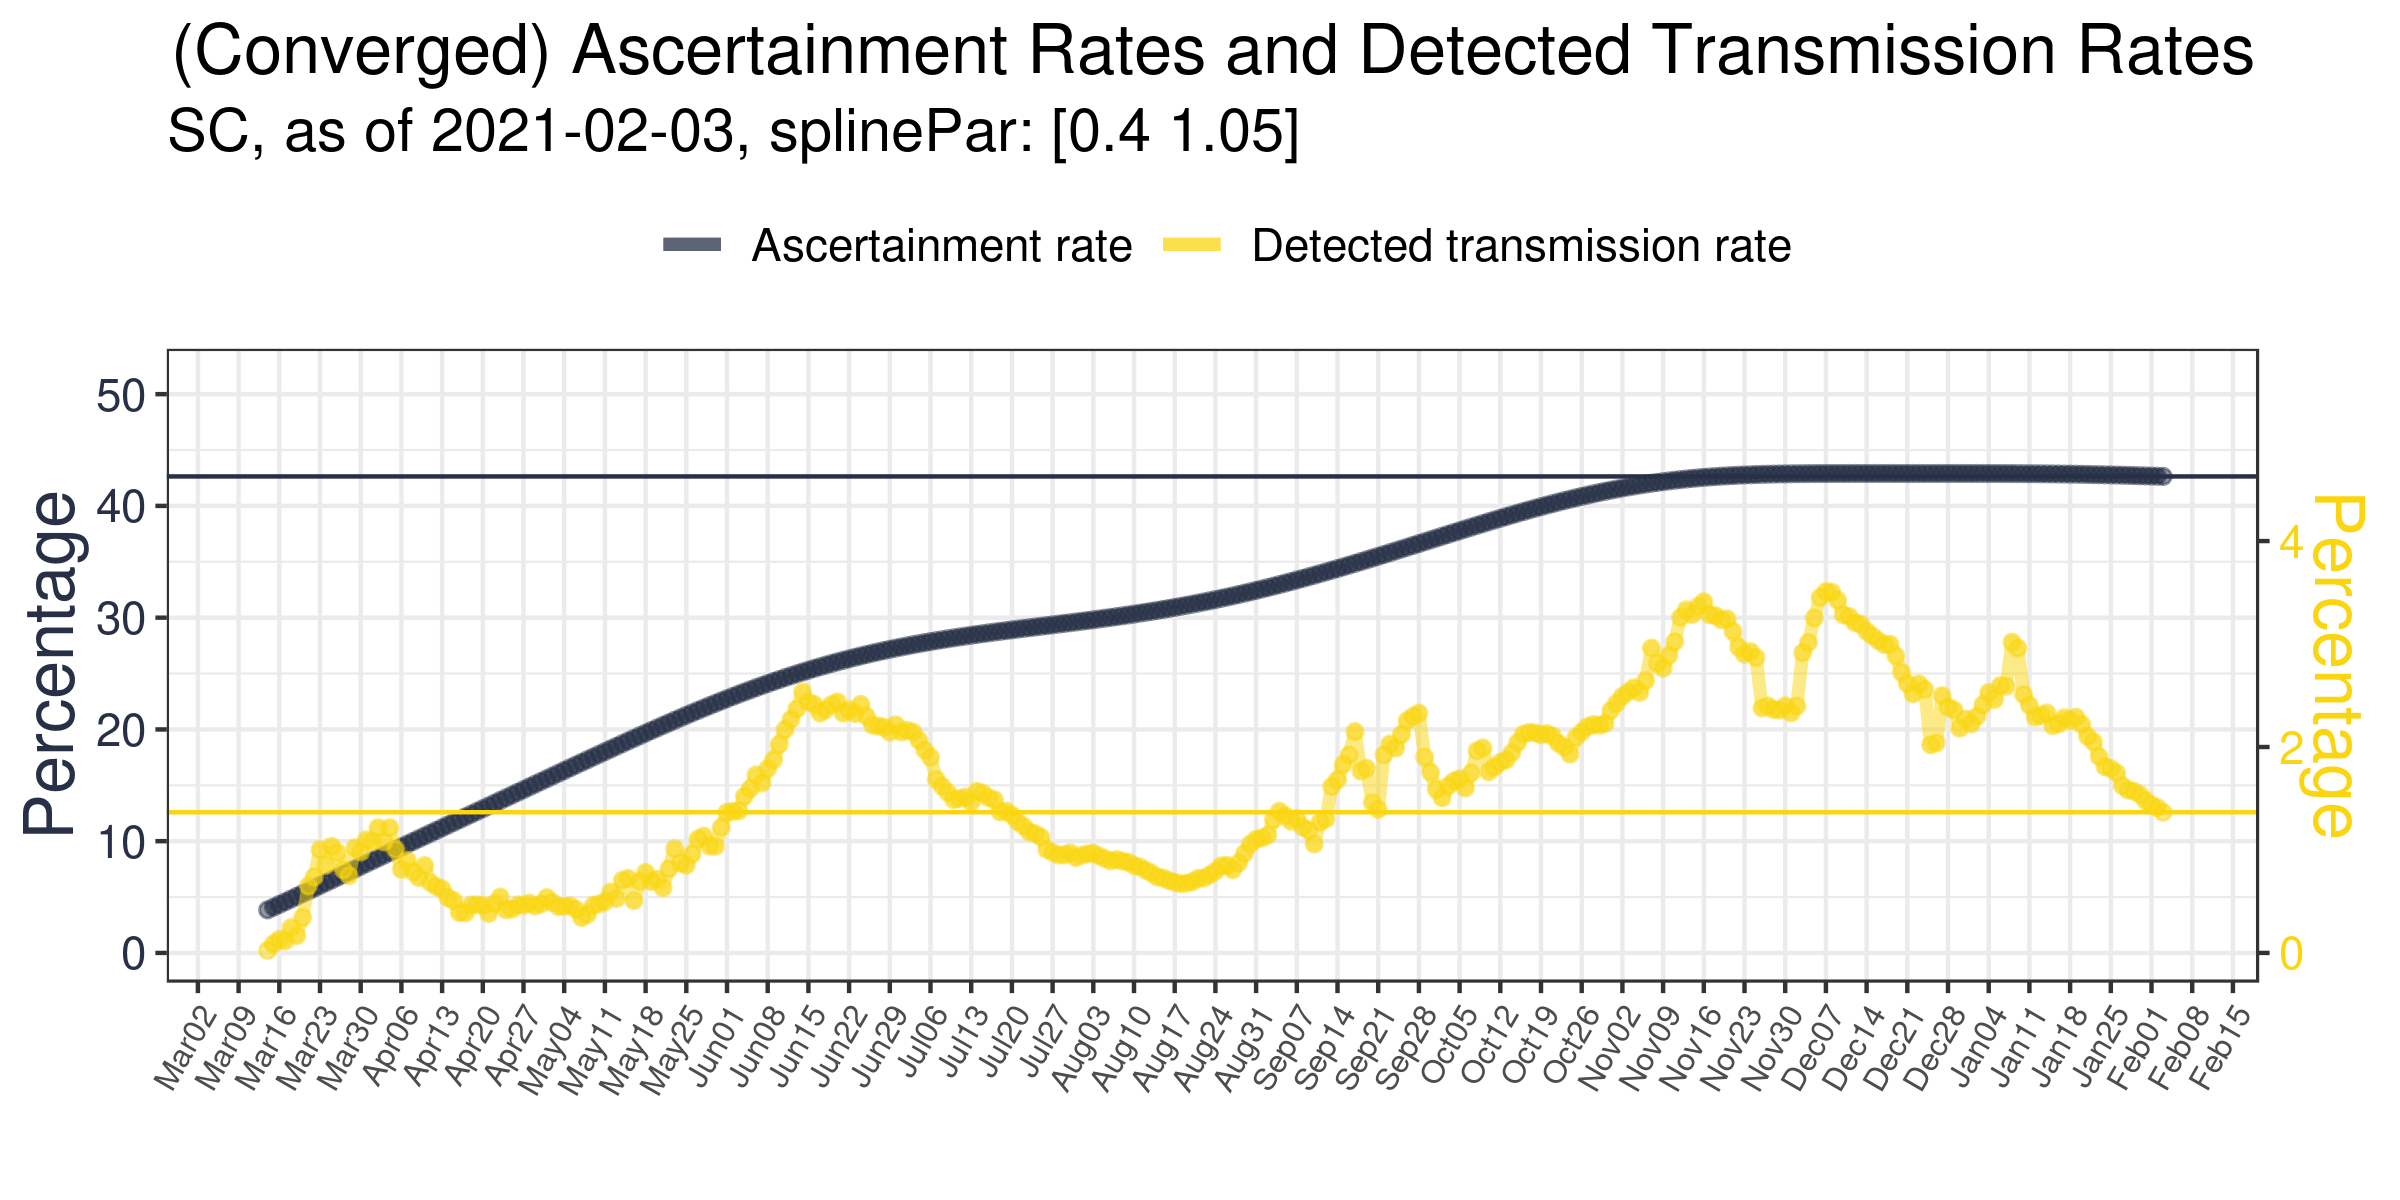 (Converged) Ascertainment Rates and Detected Transmission Rates
SC, as of 2021-02-03, splinePar: [0.4 1.05]
Ascertainment rate
Detected transmission rate
Percentage
50
40
30
20
10
0
4
2
0
Percentage
Mar02
Mar09
Mar16
Mar23
Mar30
Apr06
Apr13
Apr20
Apr27
May04
May11
May18
May25
Jun01
Jun08
Jun15
Jun22
Jun29
Jul06
Jul13
Jul20
Jul27
Aug03
Aug10
Aug17
Aug24
Aug31
Sep07
Sep14
Sep21
Sep28
Oct05
Oct12
Oct19
Oct26
Nov02
Nov09
Nov16
Nov23
Nov30
Dec07
Dec14
Dec21
Dec28
Jan04
Jan11
Jan18
Jan25
Feb01
Feb08
Feb15